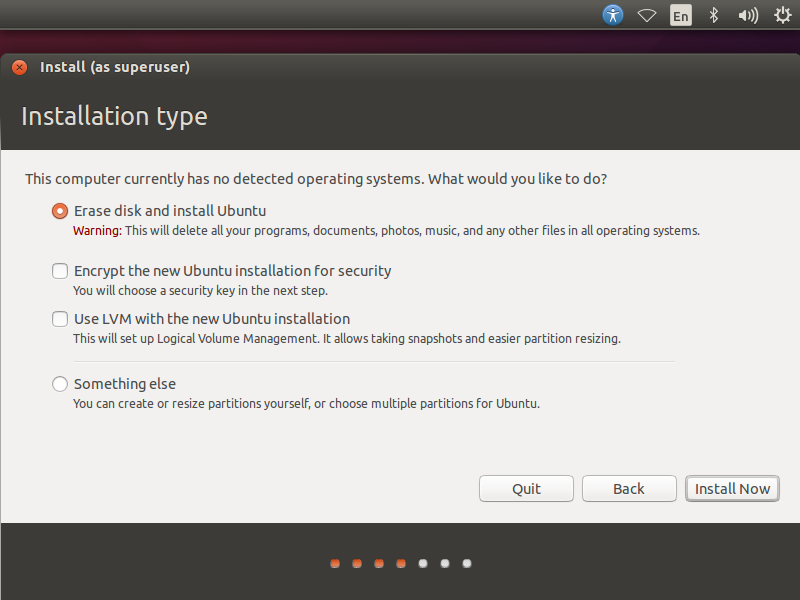 En
Install (as superuser)
Installation type
This computer currently has no detected operating systems. What would you like to do?
Erase disk and install Ubuntu
Warning: This will delete all your programs, documents, photos, music, and any other files in all operating systems.
Encrypt the new Ubuntu installation for security
You will choose a security key in the next step.
Use LVM with the new Ubuntu installation
This will set up Logical Volume Management. It allows taking snapshots and easier partition resizing.
Something else
You can create or resize partitions yourself, or choose multiple partitions for Ubuntu.
Quit Back Install Now